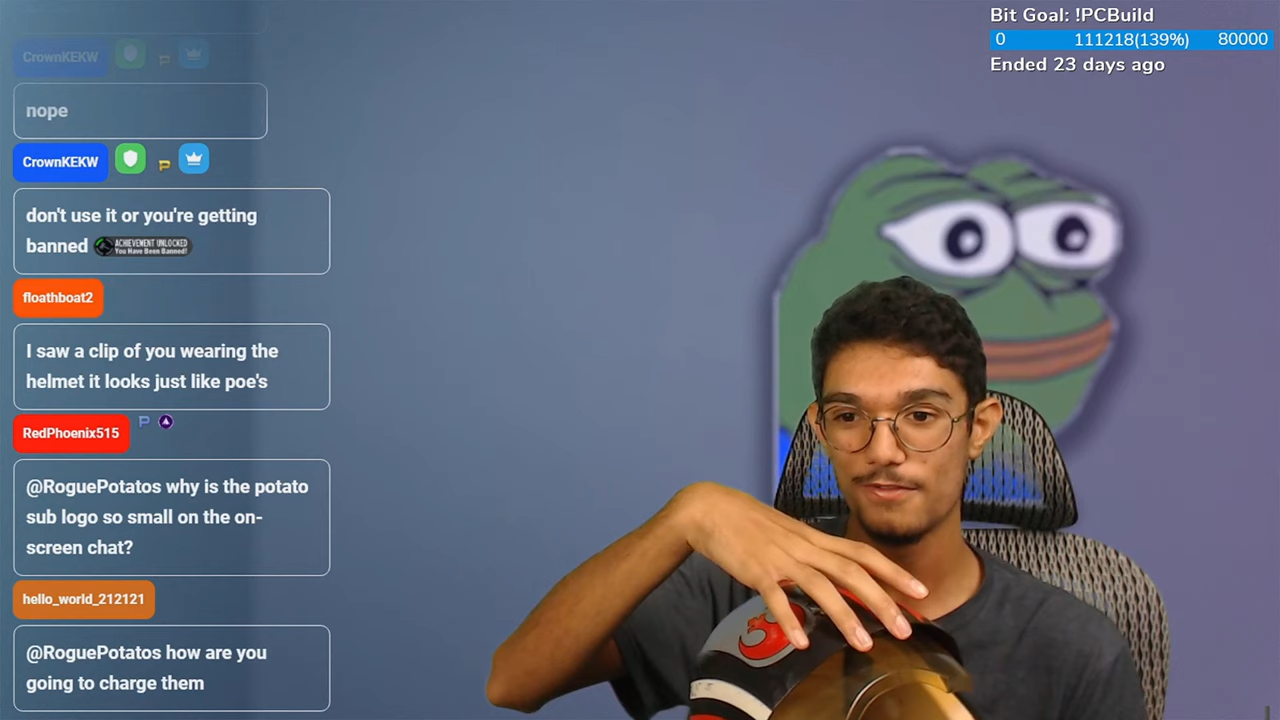 Bit Goal: !PCBuild
0 111218(139%) 80000
Ended 23 days ago
CrownKEKW
nope
CrownKEKW
don't use it or you're getting
banned ACHIEVEMENT UNLOCKED
You Have Been Banned!
floathboat2
I saw a clip of you wearing the
helmet it looks just like poe's
RedPhoenix515
@RoguePotatos why is the potato
sub logo so small on the on-
screen chat?
hello_world_212121
@RoguePotatos how are you
going to charge them